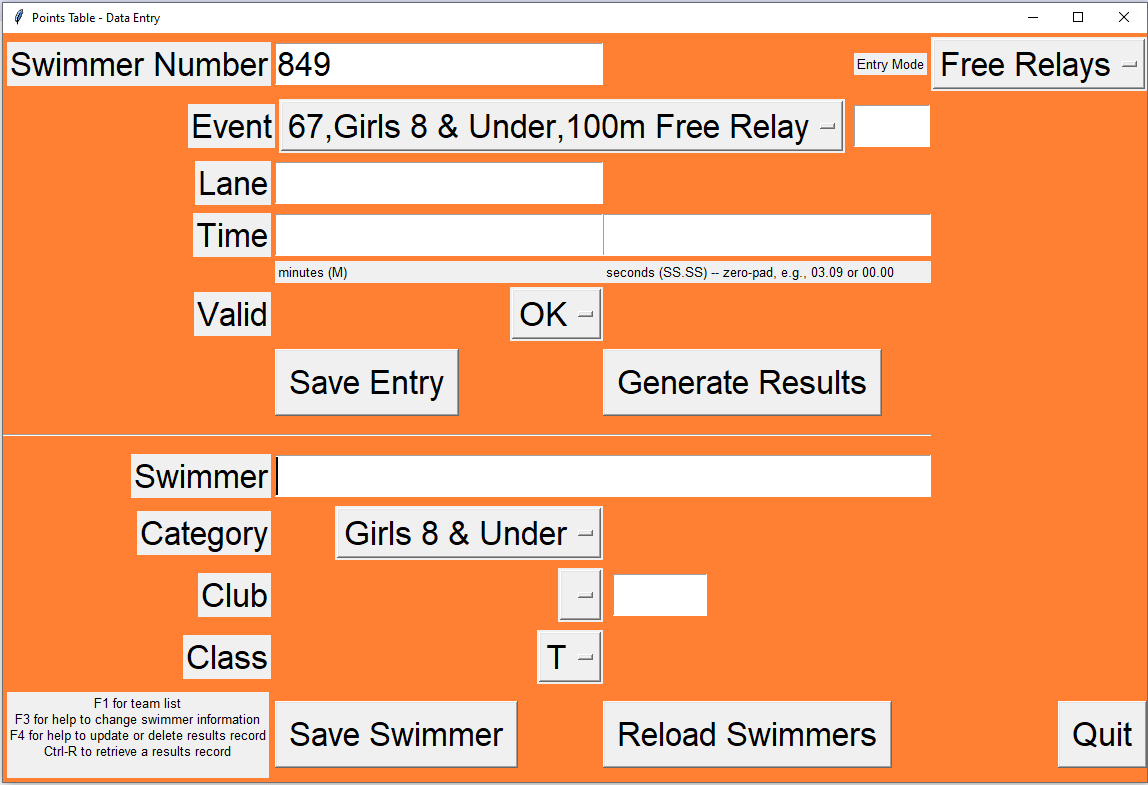 Points Table - Data Entry
Swimmer Number 849 Entry Mode Free Relays
Event 67,Girls 8 & Under,100m Free Relay
Lane
Time
minutes (M) seconds (SS.SS) -- zero-pad, e.g., 03.09 or 00.00
Valid OK
Save Entry Generate Results
Swimmer
Category Girls 8 & Under
Club
Class T
F1 for team list
F3 for help to change swimmer information
F4 for help to update or delete results record
Ctrl-R to retrieve a results record
Save Swimmer Reload Swimmers Quit